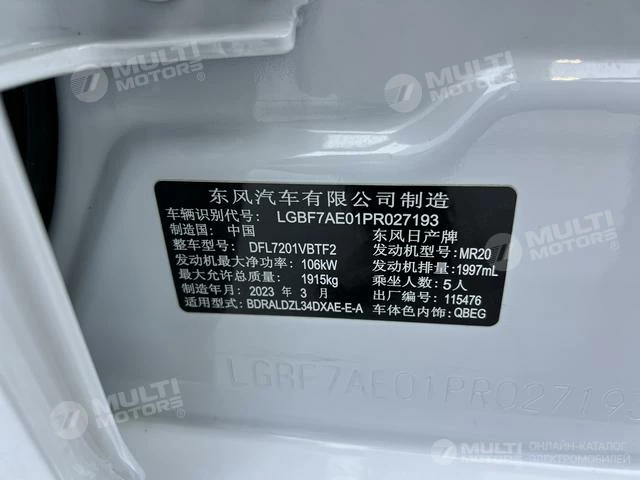 MULTI
MOTORS
MULTI
MOTORS
东风汽车有限公司制造
车辆识别代号: LGBF7AE01PR027193
制造国: 中国 东风日产牌
整车型号: DFL7201VBTF2 发动机型号: MR20
发动机最大净功率: 106kW 发动机排量: 1997mL
最大允许总质量: 1915kg 乘坐人数: 5人
制造年月: 2023 年 3 月 出厂编号: 115476
适用型式: BDRALDZL34DXAE-E-A 车体色内饰: QBEG
MULTI
MOTORS
LGBF7AE01PR027193
MULTI
MOTORS
MULTI
MOTORS
ОНЛАЙН-КАТАЛОГ
ЭЛЕКТРОМОБИЛЕЙ